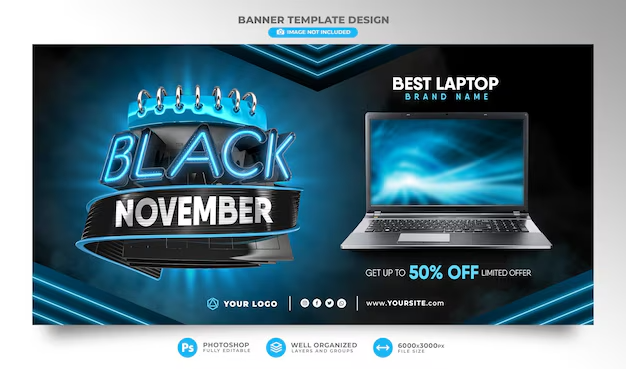 BANNER TEMPLATE DESIGN
IMAGE NOT INCLUDED
BLACK
NOVEMBER
BEST LAPTOP
BRAND NAME
GET UP TO 50% OFF LIMITED OFFER
YOUR LOGO
www.YOURSITE.com
Ps
PHOTOSHOP
FULLY EDITABLE
WELL ORGANIZED
LAYERS AND GROUPS
6000x3000px
FILE SIZE